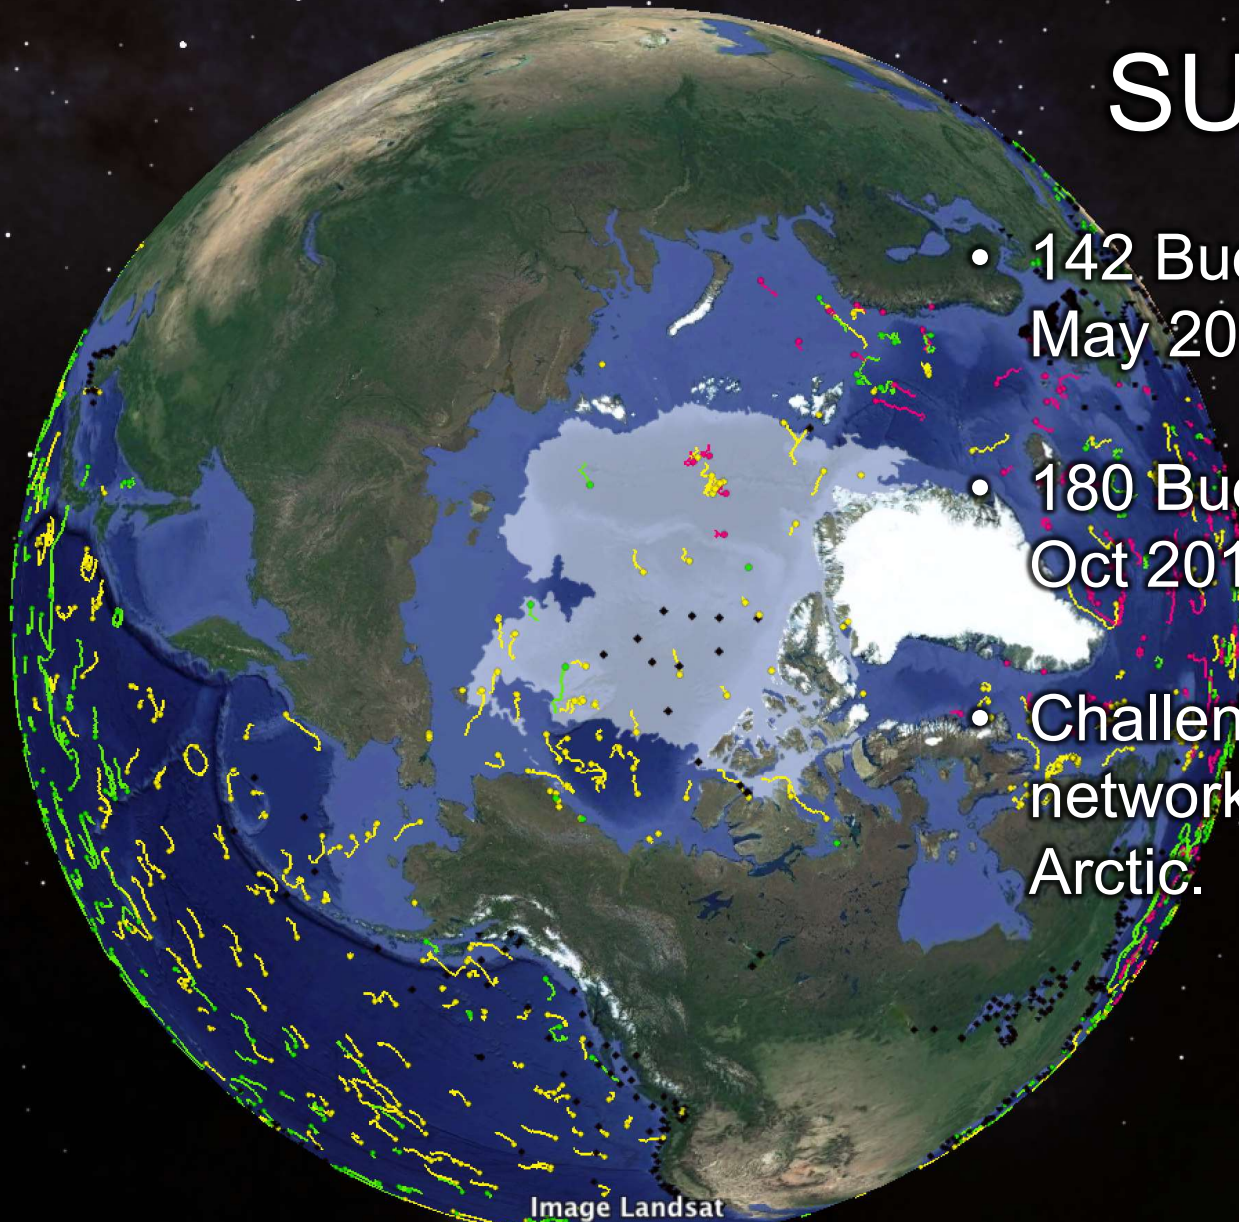 SU
• 142 Bu
May 20
• 180 Bu
Oct 201
• Challen
network
Arctic.
Image Landsat